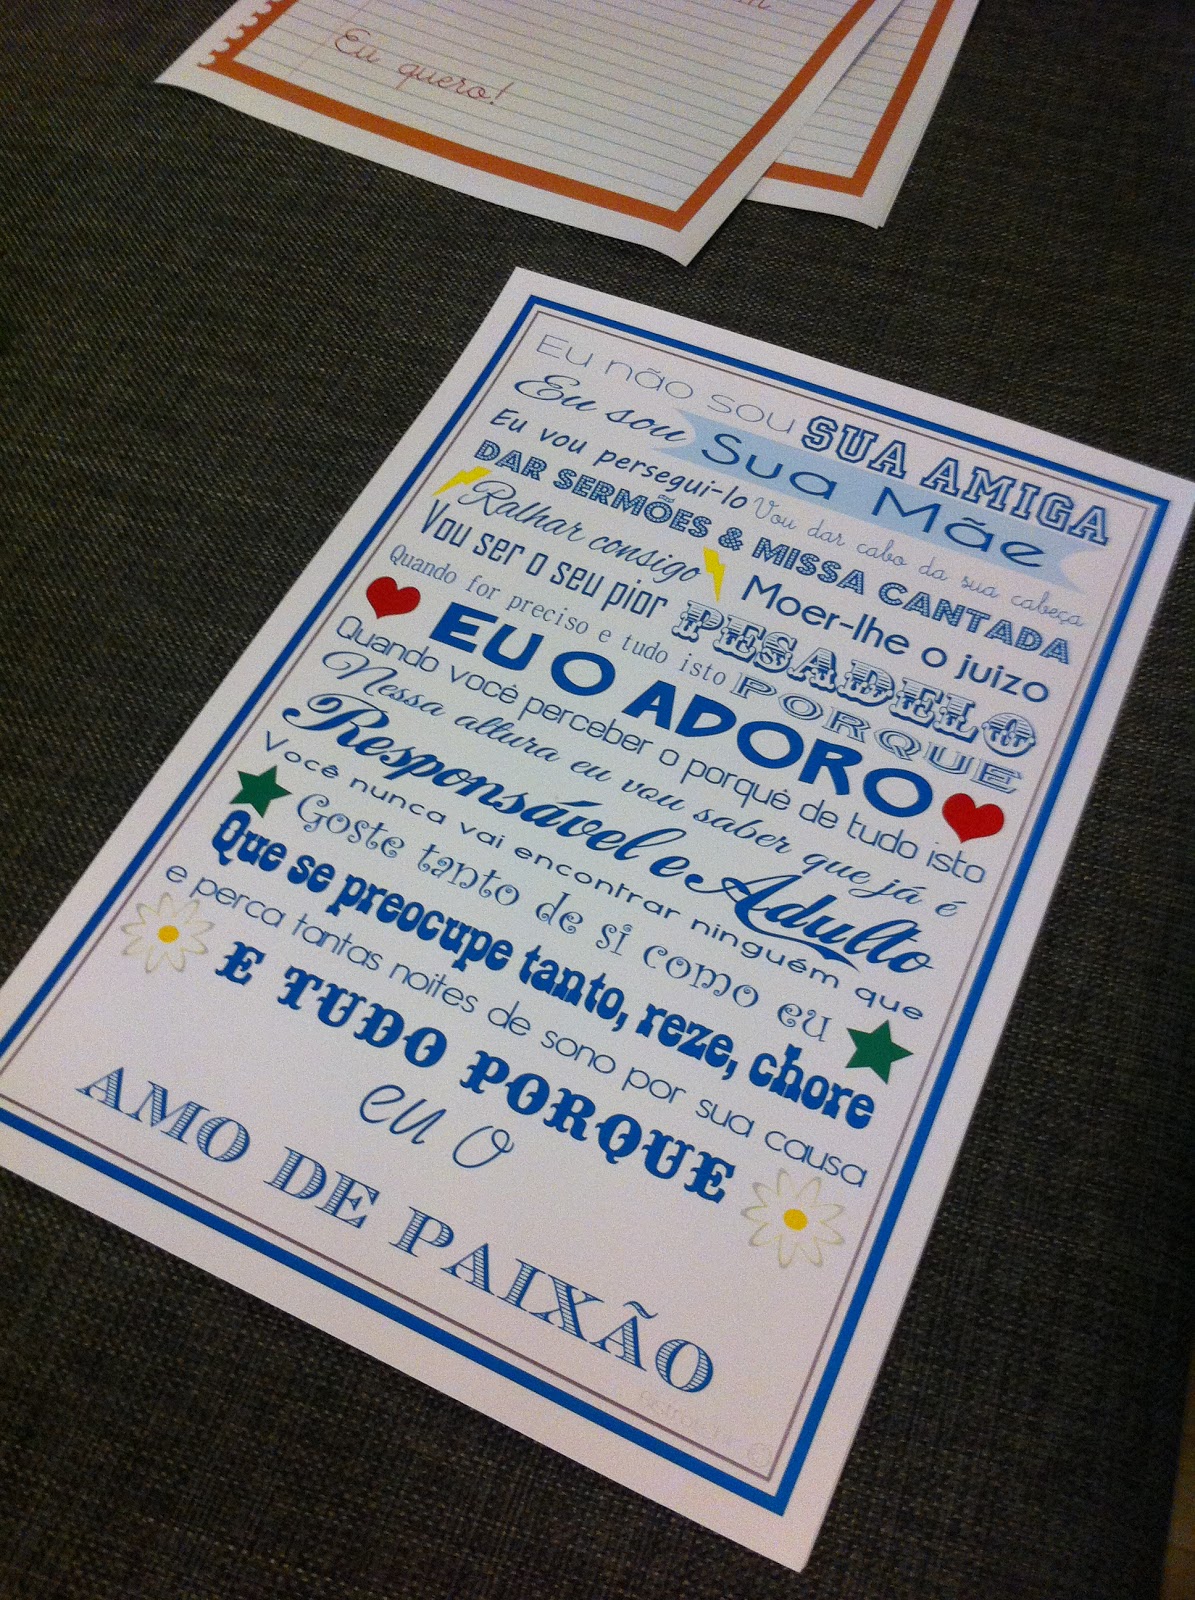 Eu quero!
Eu não sou SUA AMIGA
Eu sou Sua Mãe
Eu vou persegui-lo Vou dar cabo da sua cabeça
DAR SERMÕES & MISSA CANTADA
Ralhar consigo Moer-lhe o juizo
Vou ser o seu pior PESADELO
Quando for preciso e tudo isto PORQUE
EU O ADORO
Quando você perceber o porquê de tudo isto
Nessa altura eu vou saber que já é
Responsável e Adulto
Você nunca vai encontrar ninguém que
Goste tanto de si como eu
Que se preocupe tanto, reze, chore
e perca tantas noites de sono por sua causa
E TUDO PORQUE
eu o
AMO DE PAIXÃO